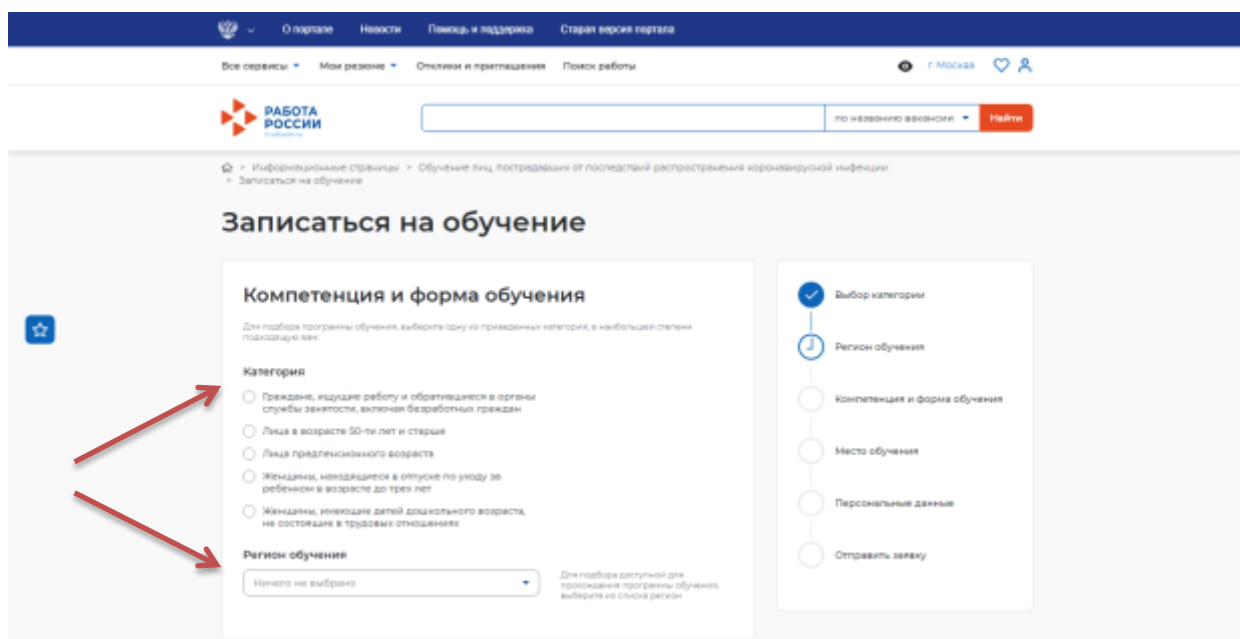 О портале Новости Помощь и поддержка Старая версия портала
Все сервисы Мои резюме Отклики и приглашения Поиск работы г. Москва
РАБОТА
РОССИИ
по названию вакансии Найти
> Информационные страницы > Обучение лиц, пострадавших от последствий распространения коронавирусной инфекции
> Записаться на обучение
Записаться на обучение
Компетенция и форма обучения
Для подбора программы обучения, выберите одну из приведенных категорий, в наибольшей степени
подходящую вам:
Категория
Граждане, ищущие работу и обратившиеся в органы
службы занятости, включая безработных граждан
Лица в возрасте 50-ти лет и старше
Лица предпенсионного возраста
Женщины, находящиеся в отпуске по уходу за
ребенком в возрасте до трех лет
Женщины, имеющие детей дошкольного возраста,
не состоящие в трудовых отношениях
Регион обучения
Ничего не выбрано
Для подбора доступной для
прохождения программы обучения,
выберите из списка регион
Выбор категории
Регион обучения
Компетенция и форма обучения
Место обучения
Персональные данные
Отправить заявку